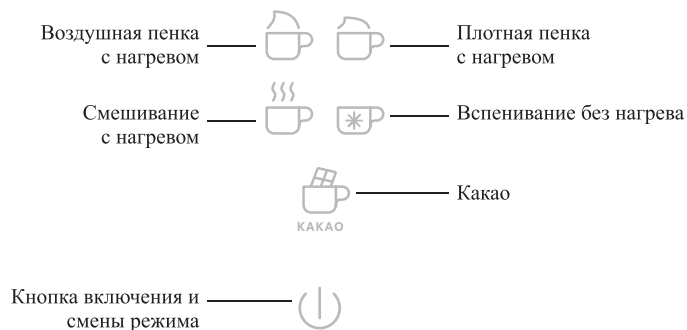 Воздушная пенка
с нагревом
Плотная пенка
с нагревом
Смешивание
с нагревом
Вспенивание без нагрева
Какао
КАКАО
Кнопка включения и
смены режима